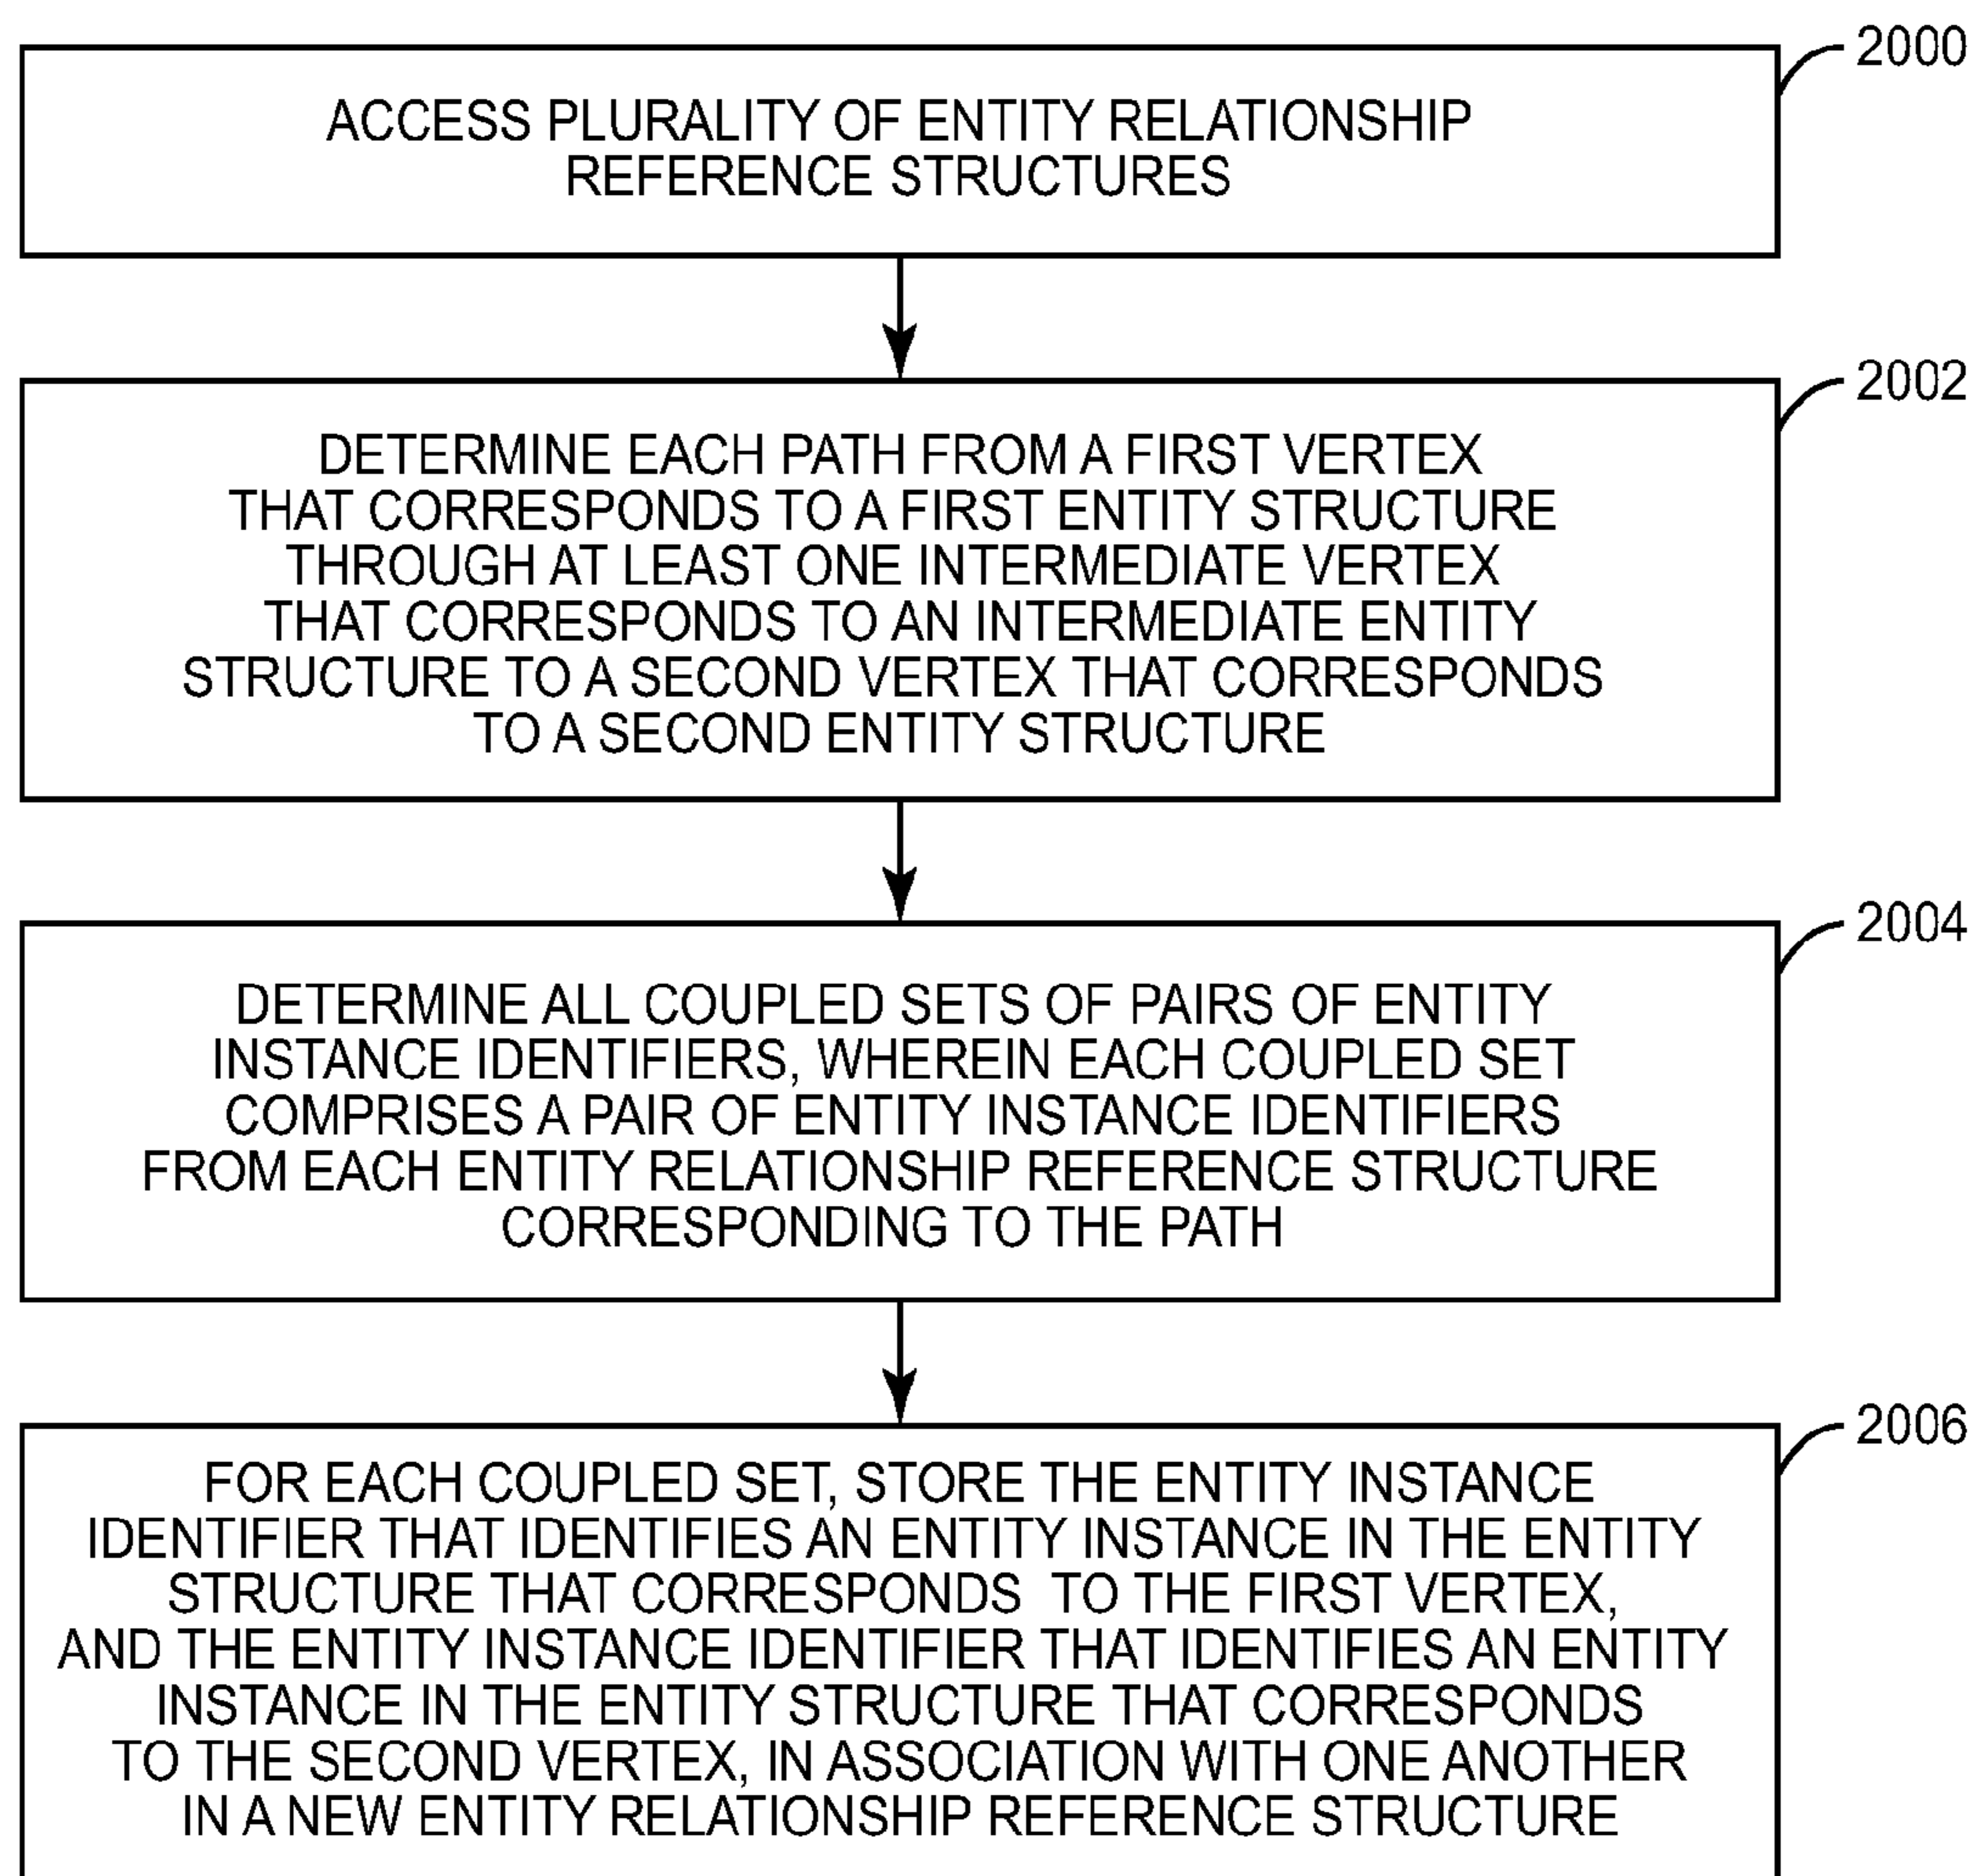 2000
ACCESS PLURALITY OF ENTITY RELATIONSHIP
REFERENCE STRUCTURES
2002
DETERMINE EACH PATH FROM A FIRST VERTEX
THAT CORRESPONDS TO A FIRST ENTITY STRUCTURE
THROUGH AT LEAST ONE INTERMEDIATE VERTEX
THAT CORRESPONDS TO AN INTERMEDIATE ENTITY
STRUCTURE TO A SECOND VERTEX THAT CORRESPONDS
TO A SECOND ENTITY STRUCTURE
2004
DETERMINE ALL COUPLED SETS OF PAIRS OF ENTITY
INSTANCE IDENTIFIERS, WHEREIN EACH COUPLED SET
COMPRISES A PAIR OF ENTITY INSTANCE IDENTIFIERS
FROM EACH ENTITY RELATIONSHIP REFERENCE STRUCTURE
CORRESPONDING TO THE PATH
2006
FOR EACH COUPLED SET, STORE THE ENTITY INSTANCE
IDENTIFIER THAT IDENTIFIES AN ENTITY INSTANCE IN THE ENTITY
STRUCTURE THAT CORRESPONDS TO THE FIRST VERTEX,
AND THE ENTITY INSTANCE IDENTIFIER THAT IDENTIFIES AN ENTITY
INSTANCE IN THE ENTITY STRUCTURE THAT CORRESPONDS
TO THE SECOND VERTEX, IN ASSOCIATION WITH ONE ANOTHER
IN A NEW ENTITY RELATIONSHIP REFERENCE STRUCTURE